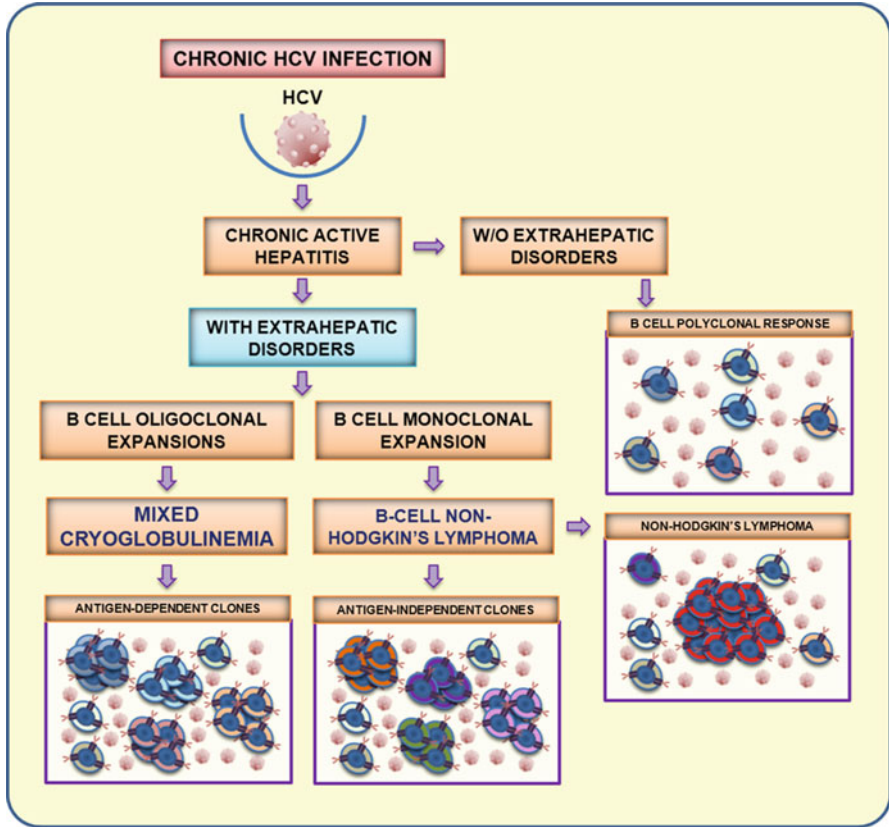 CHRONIC HCV INFECTION
HCV
CHRONIC ACTIVE
HEPATITIS
W/O EXTRAHEPATIC
DISORDERS
WITH EXTRAHEPATIC
DISORDERS
B CELL POLYCLONAL RESPONSE
B CELL OLIGOCLONAL
EXPANSIONS
B CELL MONOCLONAL
EXPANSION
MIXED
CRYOGLOBULINEMIA
B-CELL NON-
HODGKIN'S LYMPHOMA
NON-HODGKIN'S LYMPHOMA
ANTIGEN-DEPENDENT CLONES
ANTIGEN-INDEPENDENT CLONES